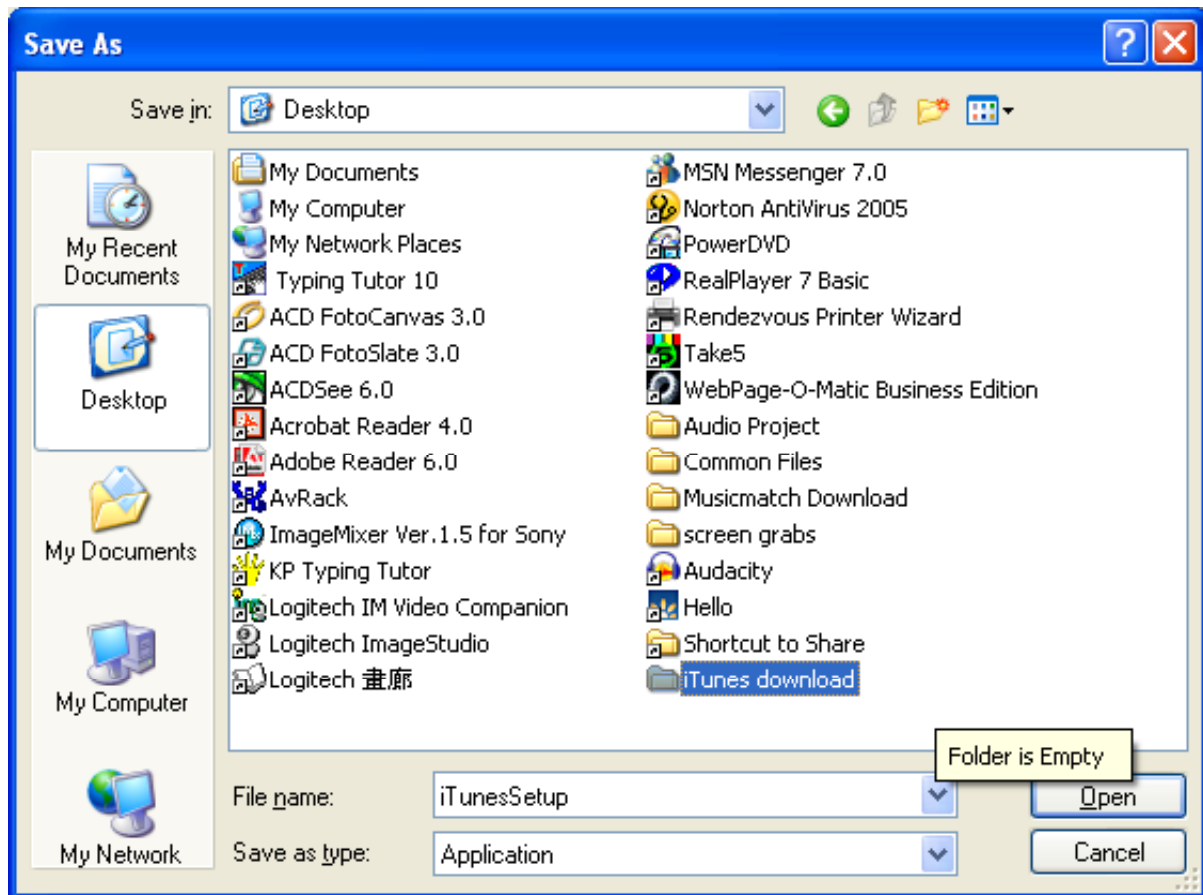 Save As
Save in:
Desktop
My Recent
Documents
Desktop
My Documents
My Computer
My Network
My Documents
My Computer
My Network Places
Typing Tutor 10
ACD FotoCanvas 3.0
ACD FotoSlate 3.0
ACDSee 6.0
Acrobat Reader 4.0
Adobe Reader 6.0
AvRack
ImageMixer Ver.1.5 for Sony
KP Typing Tutor
Logitech IM Video Companion
Logitech ImageStudio
Logitech 畫廊
MSN Messenger 7.0
Norton AntiVirus 2005
PowerDVD
RealPlayer 7 Basic
Rendezvous Printer Wizard
Take5
WebPage-O-Matic Business Edition
Audio Project
Common Files
Musicmatch Download
screen grabs
Audacity
Hello
Shortcut to Share
iTunes download
Folder is Empty
File name:
iTunesSetup
Open
Save as type:
Application
Cancel